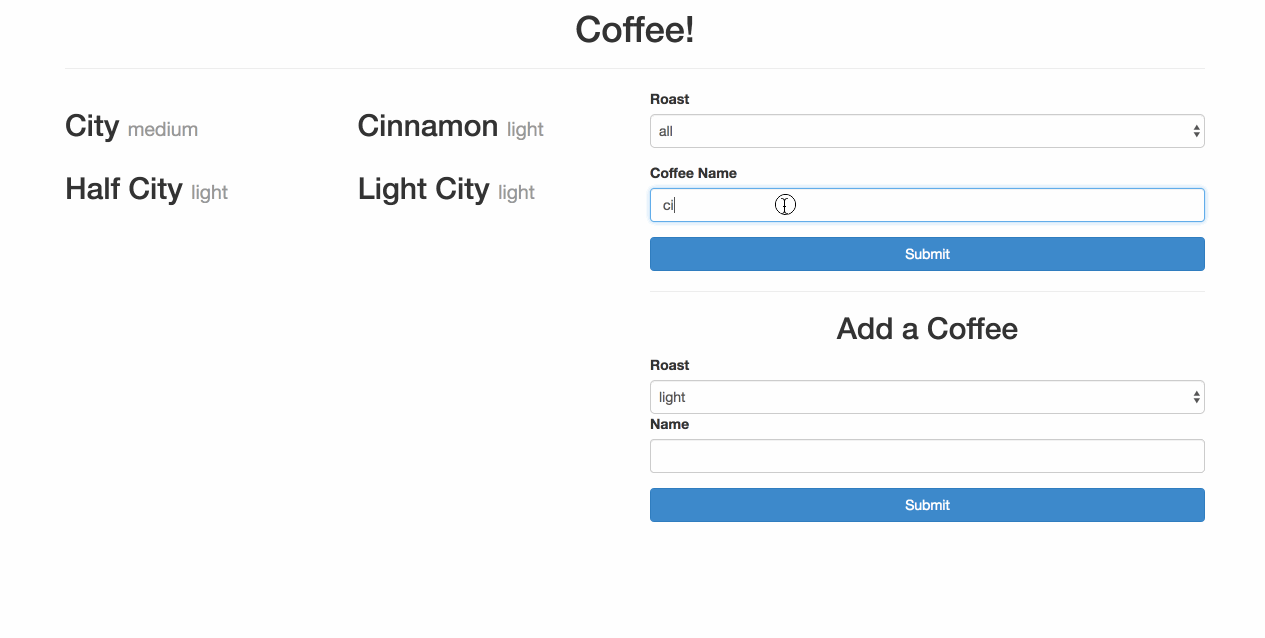 Coffee!
City medium
Cinnamon light
Half City light
Light City light
Roast
all
Coffee Name
ci
Submit
Add a Coffee
Roast
light
Name
Submit